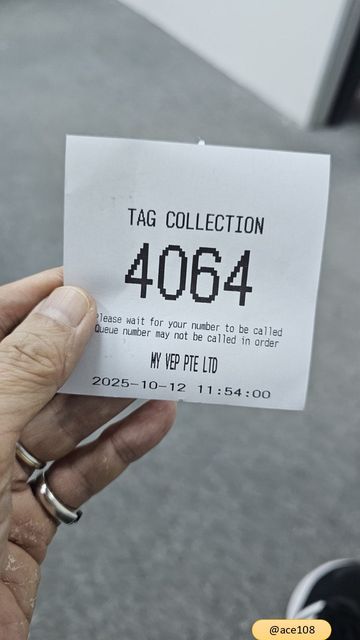 TAG COLLECTION
4064
Please wait for your number to be called
Queue number may not be called in order
MY VEP PTE LTD
2025-10-12 11:54:00
@ace108